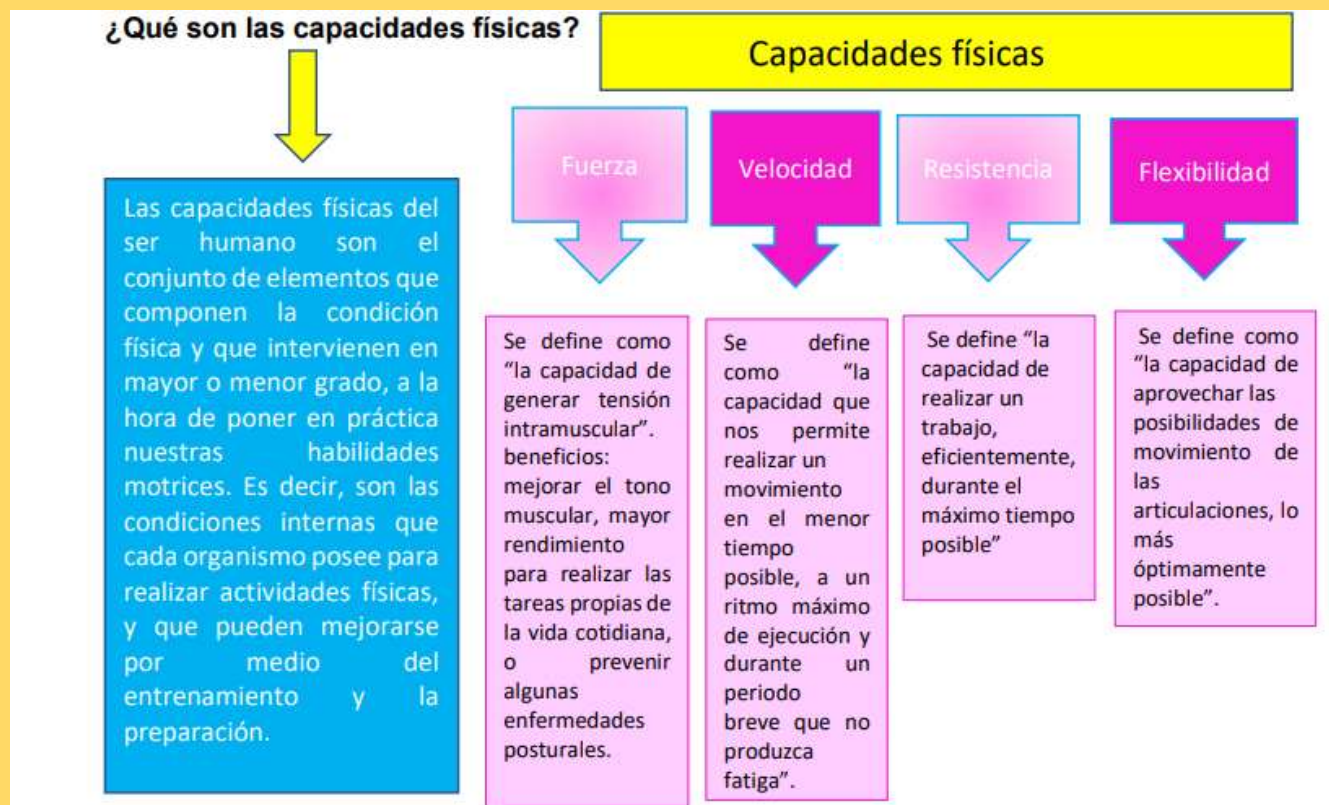 ¿Qué son las capacidades físicas?
Las capacidades físicas del
ser humano son el
conjunto de elementos que
componen la condición
física y que intervienen en
mayor o menor grado, a la
hora de poner en práctica
nuestras habilidades
motrices. Es decir, son las
condiciones internas que
cada organismo posee para
realizar actividades físicas,
y que pueden mejorarse
por medio del
entrenamiento y la
preparación.
Capacidades físicas
Fuerza
Se define como
“la capacidad de
generar tensión
intramuscular”.
beneficios:
mejorar el tono
muscular, mayor
rendimiento
para realizar las
tareas propias de
la vida cotidiana,
o prevenir
algunas
enfermedades
posturales.
Velocidad
Se define
como “la
capacidad que
nos permite
realizar un
movimiento
en el menor
tiempo
posible, a un
ritmo máximo
de ejecución y
durante un
periodo
breve que no
produzca
fatiga”.
Resistencia
Se define “la
capacidad de
realizar un
trabajo,
eficientemente,
durante el
máximo tiempo
posible”
Flexibilidad
Se define como
“la capacidad de
aprovechar las
posibilidades de
movimiento de
las
articulaciones, lo
más
óptimamente
posible”.